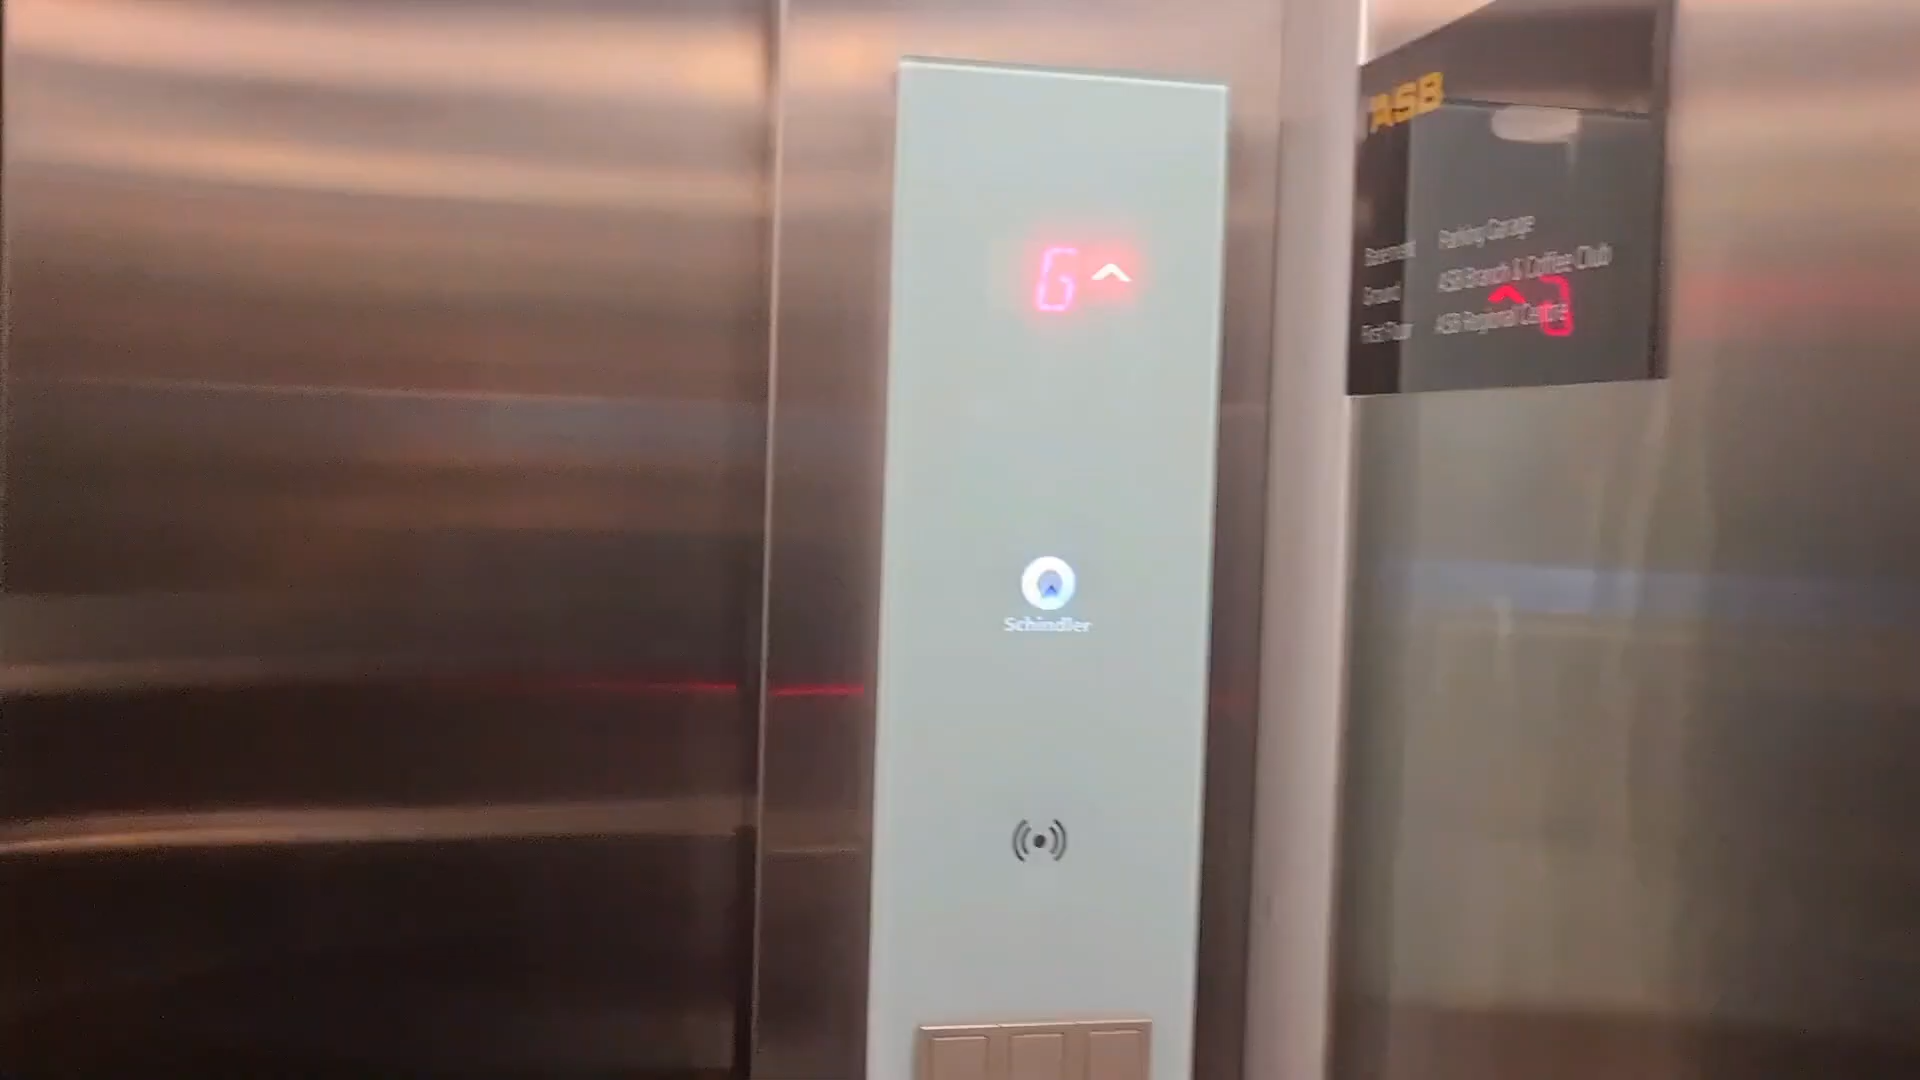 G
Schindler
ASB
Basement Parking Garage
Ground ASB Branch & Coffee Club
First Floor ASB Regional Centre